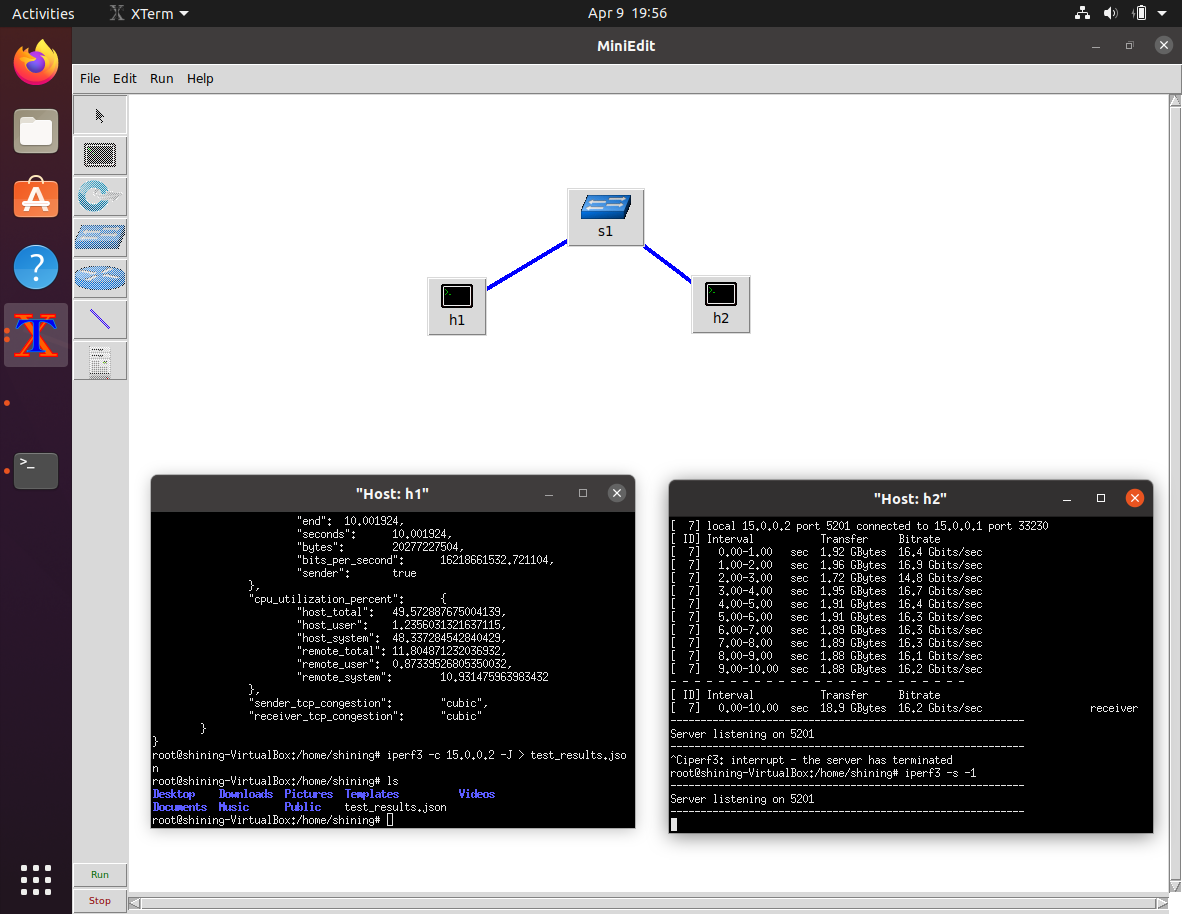 Activities XTerm Apr 9 19:56
MiniEdit
File Edit Run Help
s1
h1
h2
"Host: h1"
"end": 10.001924,
"seconds": 10.001924,
"bytes": 20277227504,
"bits_per_second": 16218661532.721104,
"sender": true
},
"cpu_utilization_percent": {
"host_total": 49.572887675004139,
"host_user": 1.2356031321637115,
"host_system": 48.337284542840429,
"remote_total": 11.804871232036932,
"remote_user": 0.87339526805350032,
"remote_system": 10.931475963983432
},
"sender_tcp_congestion": "cubic",
"receiver_tcp_congestion": "cubic"
}
}
root@shining-VirtualBox:/home/shining# iperf3 -c 15.0.0.2 -J > test_results.jso
n
root@shining-VirtualBox:/home/shining# ls
Desktop Downloads Pictures Templates Videos
Documents Music Public test_results.json
root@shining-VirtualBox:/home/shining#
"Host: h2"
[ 7] local 15.0.0.2 port 5201 connected to 15.0.0.1 port 33230
[ ID] Interval Transfer Bitrate
[ 7] 0.00-1.00 sec 1.92 GBytes 16.4 Gbits/sec
[ 7] 1.00-2.00 sec 1.96 GBytes 16.9 Gbits/sec
[ 7] 2.00-3.00 sec 1.72 GBytes 14.8 Gbits/sec
[ 7] 3.00-4.00 sec 1.95 GBytes 16.7 Gbits/sec
[ 7] 4.00-5.00 sec 1.91 GBytes 16.4 Gbits/sec
[ 7] 5.00-6.00 sec 1.91 GBytes 16.3 Gbits/sec
[ 7] 6.00-7.00 sec 1.89 GBytes 16.3 Gbits/sec
[ 7] 7.00-8.00 sec 1.89 GBytes 16.3 Gbits/sec
[ 7] 8.00-9.00 sec 1.88 GBytes 16.1 Gbits/sec
[ 7] 9.00-10.00 sec 1.88 GBytes 16.2 Gbits/sec
- - - - - - - - - - - - - - - - - - - - - - - - -
[ ID] Interval Transfer Bitrate
[ 7] 0.00-10.00 sec 18.9 GBytes 16.2 Gbits/sec receiver
-----------------------------------------------------------
Server listening on 5201
-----------------------------------------------------------
^Ciperf3: interrupt - the server has terminated
root@shining-VirtualBox:/home/shining# iperf3 -s -1
-----------------------------------------------------------
Server listening on 5201
-----------------------------------------------------------
Run
Stop